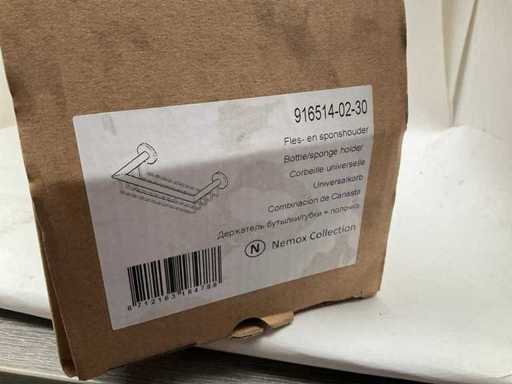 916514-02-30
Fles- en sponshouder
Bottle/sponge holder
Corbeille universelle
Universalkorb
Combinacion de Canasta
Держатель бутылки/губки + полочка
N Nemox Collection
8712163184788